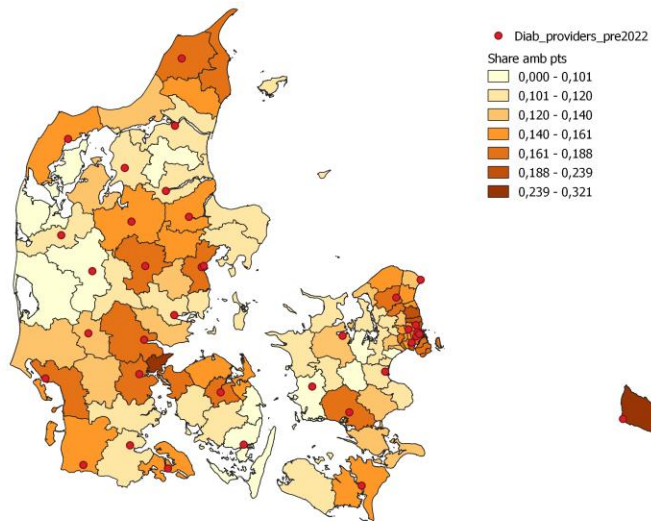 Diab_providers_pre2022
Share amb pts
0,000 - 0,101
0,101 - 0,120
0,120 - 0,140
0,140 - 0,161
0,161 - 0,188
0,188 - 0,239
0,239 - 0,321